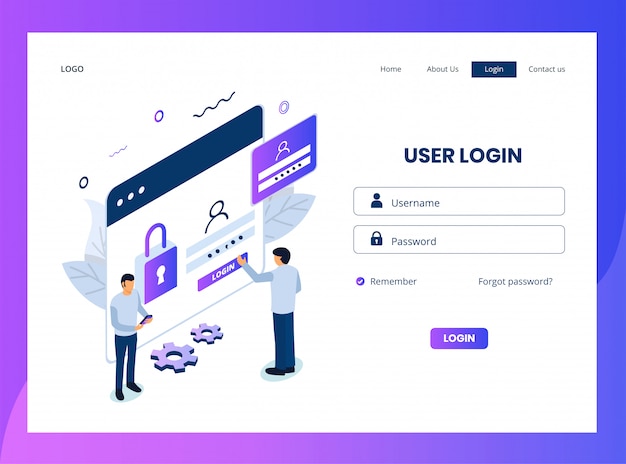 LOGO
Home About Us Login Contact us
USER LOGIN
Username
Password
Remember Forgot password?
LOGIN
LOGIN